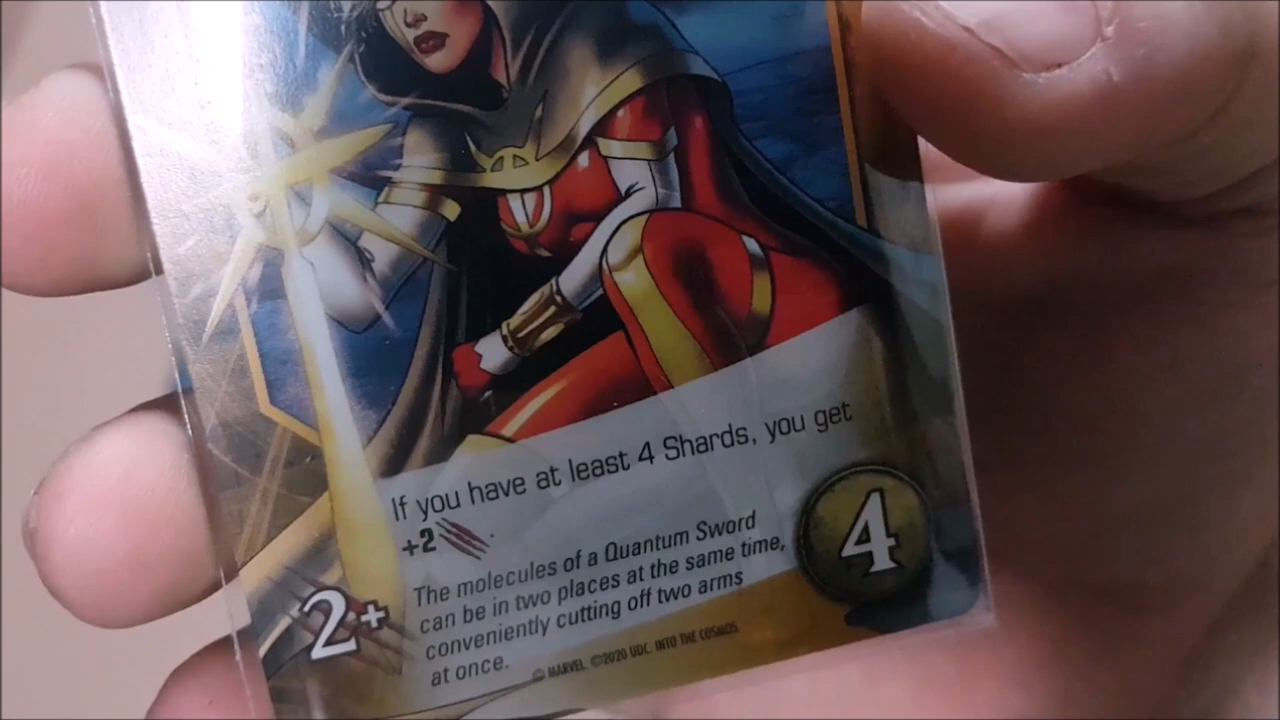 If you have at least 4 Shards, you get
+2
The molecules of a Quantum Sword
can be in two places at the same time,
conveniently cutting off two arms
at once.
2+
4
© MARVEL. ©2020 UDC. INTO THE COSMOS